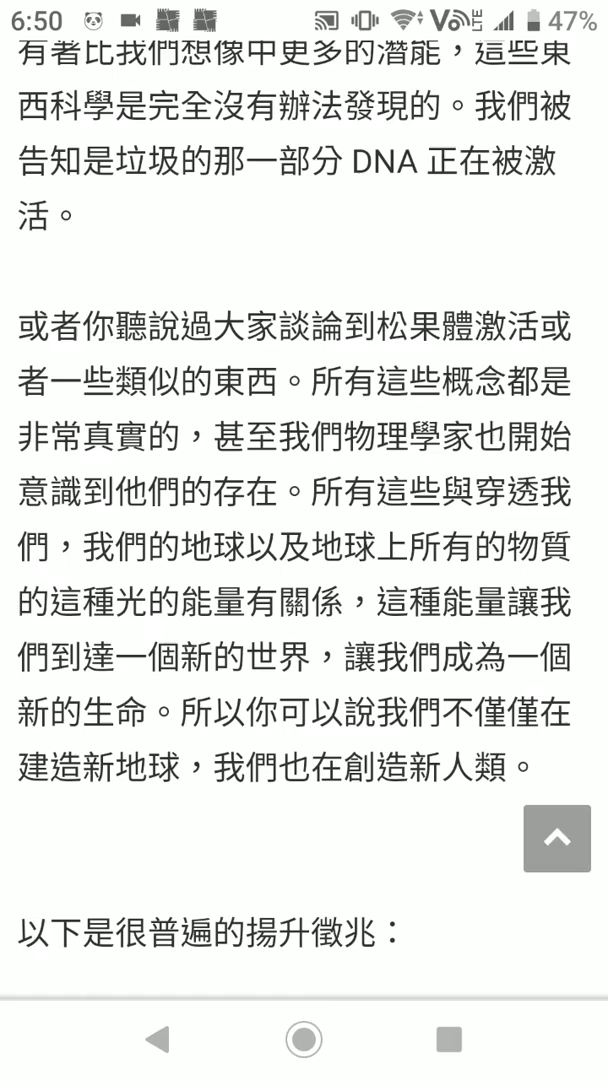 6:50 VoLTE 47%
有著比我們想像中更多的潛能，這些東
西科學是完全沒有辦法發現的。我們被
告知是垃圾的那一部分 DNA 正在被激
活。
或者你聽說過大家談論到松果體激活或
者一些類似的東西。所有這些概念都是
非常真實的，甚至我們物理學家也開始
意識到他們的存在。所有這些與穿透我
們，我們的地球以及地球上所有的物質
的這種光的能量有關係，這種能量讓我
們到達一個新的世界，讓我們成為一個
新的生命。所以你可以說我們不僅僅在
建造新地球，我們也在創造新人類。
以下是很普遍的揚升徵兆：